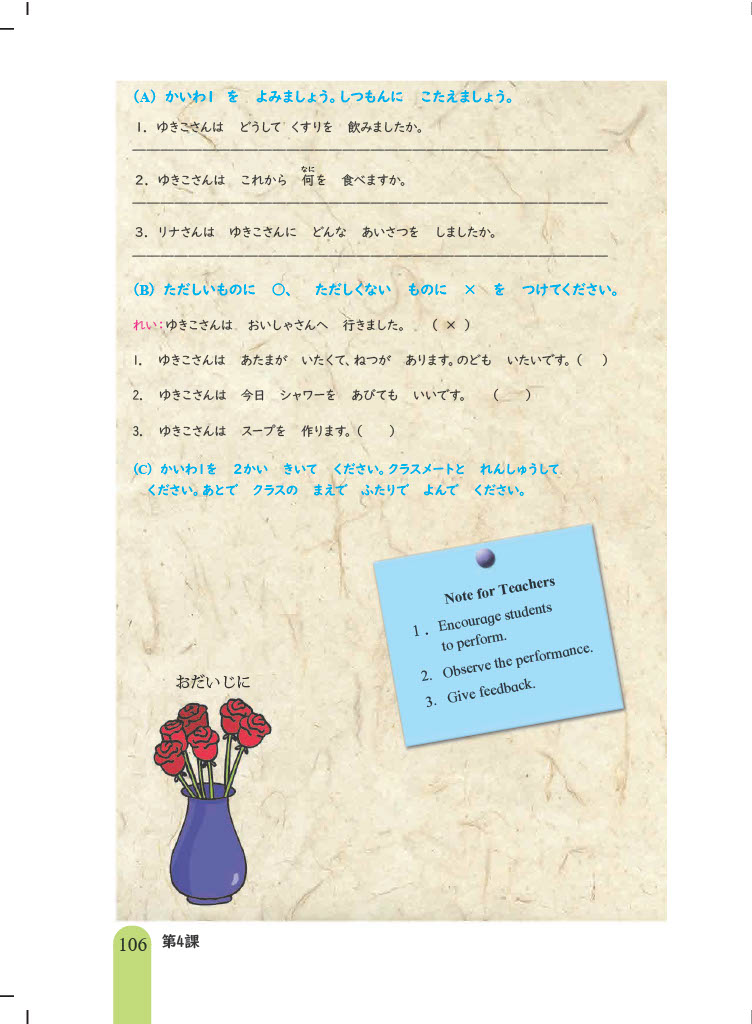 (A) かいわ1 を よみましょう。しつもんに こたえましょう。
1. ゆきこさんは どうして くすりを 飲みましたか。
なに
2. ゆきこさんは これから 何を 食べますか。
3. リナさんは ゆきこさんに どんな あいさつを しましたか。
(B) ただしいものに ○、 ただしくない ものに × を つけてください。
れい：ゆきこさんは おいしゃさんへ 行きました。 ( × )
1. ゆきこさんは あたまが いたくて、ねつが あります。のども いたいです。( )
2. ゆきこさんは 今日 シャワーを あびても いいです。 ( )
3. ゆきこさんは スープを 作ります。( )
(C) かいわ1を 2かい きいて ください。クラスメートと れんしゅうして
ください。あとで クラスの まえで ふたりで よんで ください。
Note for Teachers
1. Encourage students
to perform.
2. Observe the performance.
3. Give feedback.
おだいじに
106 第4課